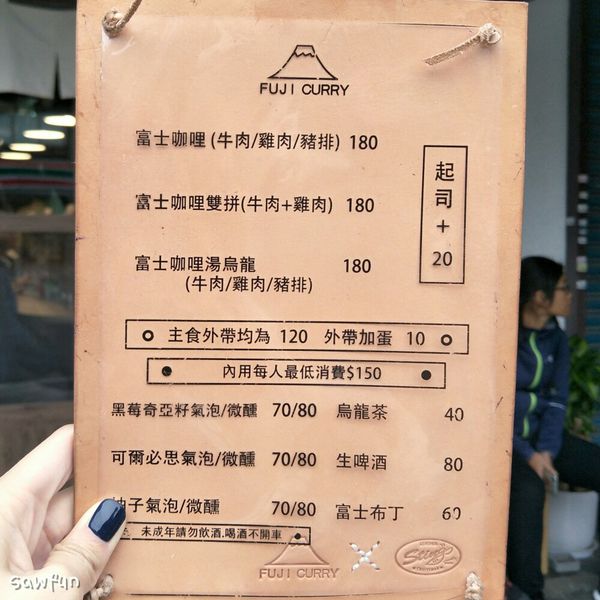 FUJI CURRY
富士咖哩 (牛肉/雞肉/豬排) 180
富士咖哩雙拼(牛肉+雞肉) 180
富士咖哩湯烏龍 180
(牛肉/雞肉/豬排)
起司+20
主食外帶均為 120 外帶加蛋 10
內用每人最低消費$150
黑莓奇亞籽氣泡/微醺 70/80 烏龍茶 40
可爾必思氣泡/微醺 70/80 生啤酒 80
柚子氣泡/微醺 70/80 富士布丁 60
未成年請勿飲酒,喝酒不開車
FUJI CURRY
sawfun